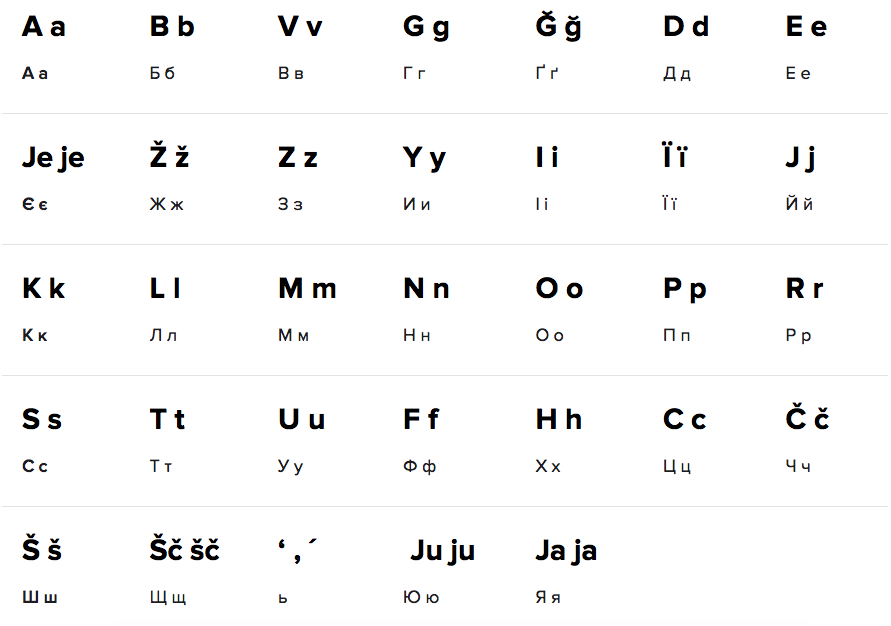 A a B b V v G g Ğ ğ D d E e
А а Б б В в Г г Ґ ґ Д д Е е
Je je Ž ž Z z Y y I i Ï ï J j
Є є Ж ж З з И и І і Ї ї Й й
K k L l M m N n O o P p R r
К к Л л М м Н н О о П п Р р
S s T t U u F f H h C c Č č
С с Т т У у Ф ф Х х Ц ц Ч ч
Š š Šč šč ‘ , ´ Ju ju Ja ja
Ш ш Щ щ ь Ю ю Я я